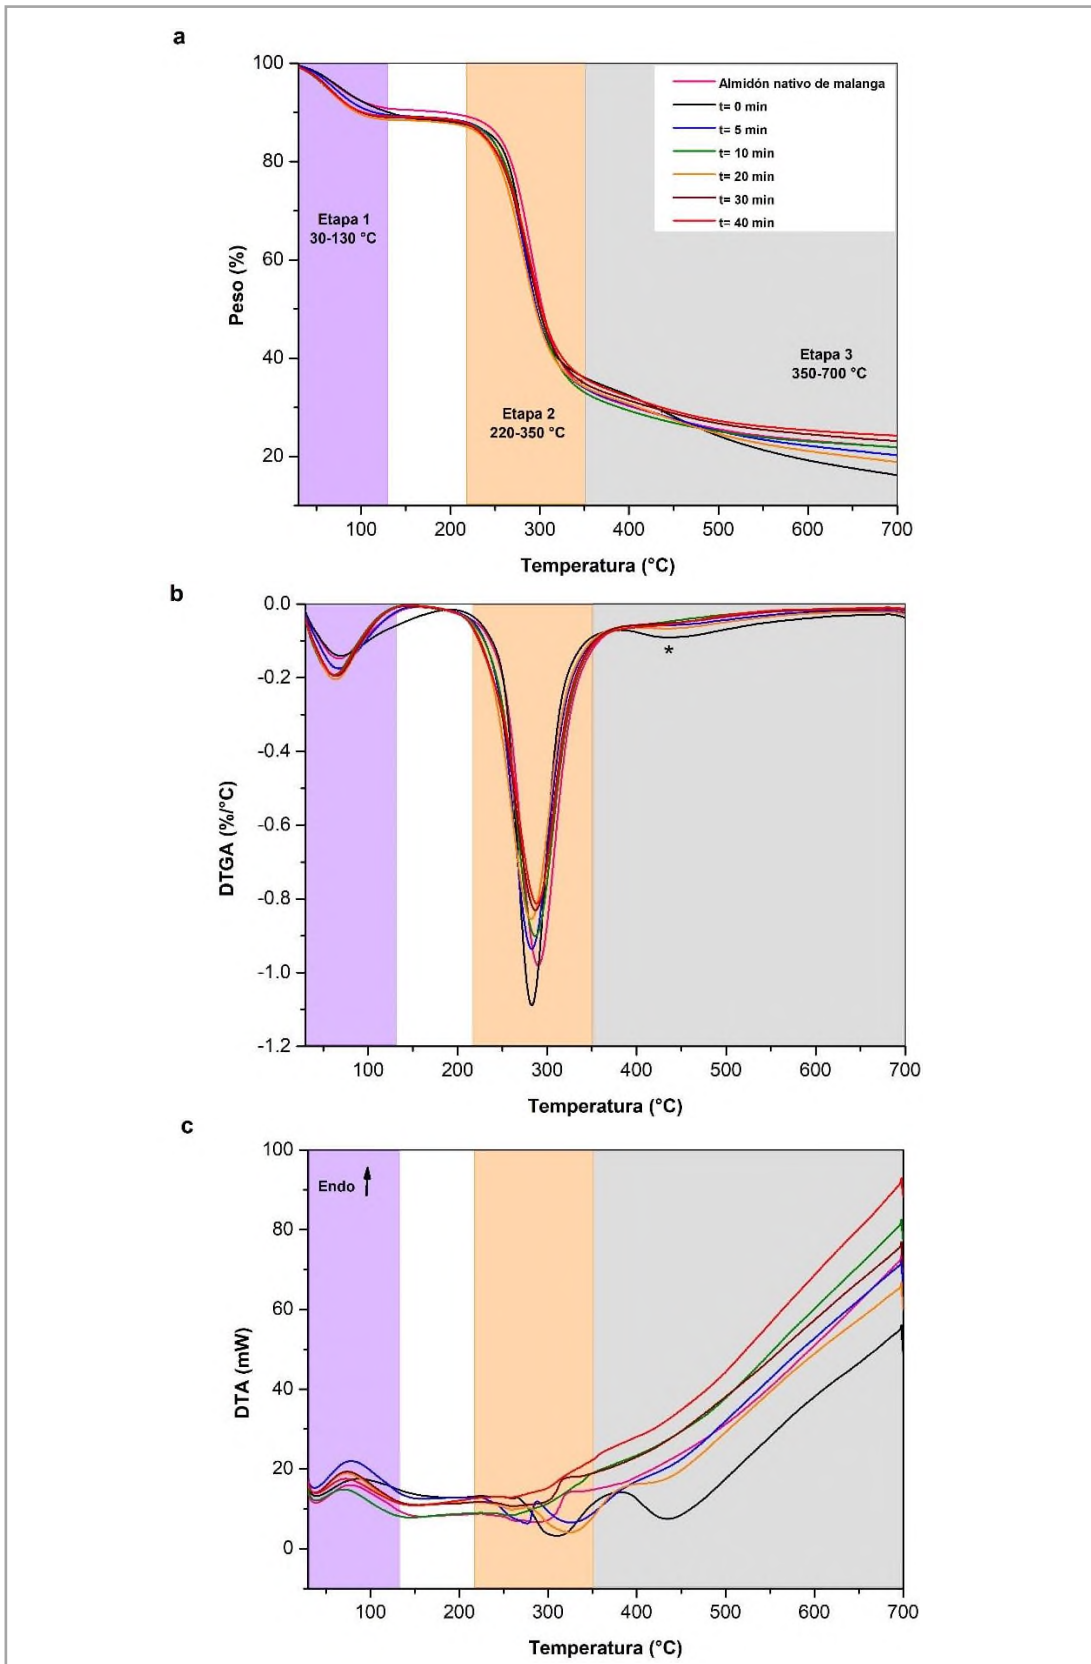 a
100
80
60
40
20
Peso (%)
Almidón nativo de malanga
t= 0 min
t= 5 min
t= 10 min
t= 20 min
t= 30 min
t= 40 min
Etapa 1
30-130 °C
Etapa 2
220-350 °C
Etapa 3
350-700 °C
100 200 300 400 500 600 700
Temperatura (°C)
b
0.0
-0.2
-0.4
-0.6
-0.8
-1.0
-1.2
DTGA (%/°C)
*
100 200 300 400 500 600 700
Temperatura (°C)
c
100
80
60
40
20
0
DTA (mW)
Endo
100 200 300 400 500 600 700
Temperatura (°C)